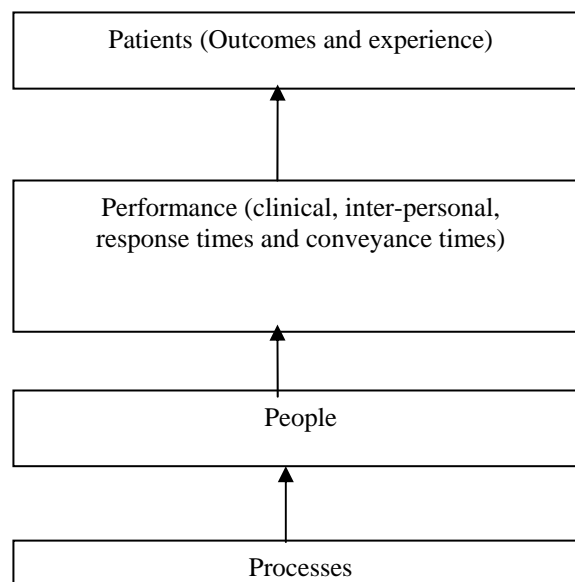 Patients (Outcomes and experience)
Performance (clinical, inter-personal,
response times and conveyance times)
People
Processes